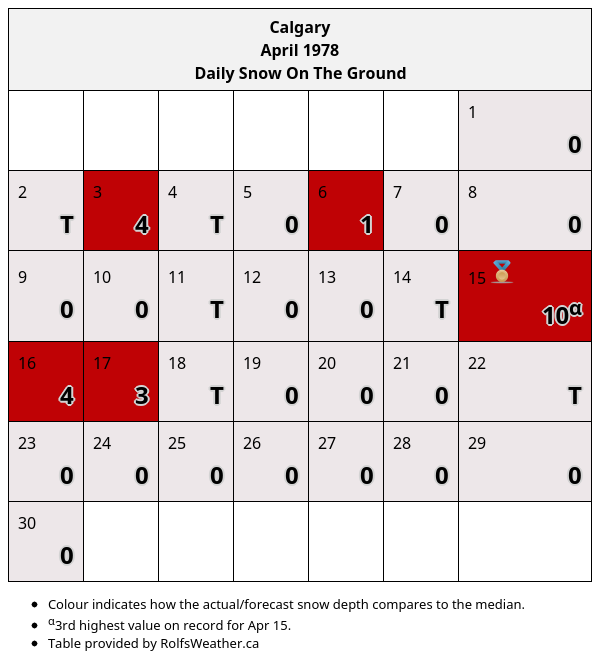 Calgary
April 1978
Daily Snow On The Ground
1
0
2 3 4 5 6 7 8
T 4 T 0 1 0 0
9 10 11 12 13 14 15
0 0 T 0 0 T 10α
16 17 18 19 20 21 22
4 3 T 0 0 0 T
23 24 25 26 27 28 29
0 0 0 0 0 0 0
30
0
• Colour indicates how the actual/forecast snow depth compares to the median.
• α3rd highest value on record for Apr 15.
• Table provided by RolfsWeather.ca